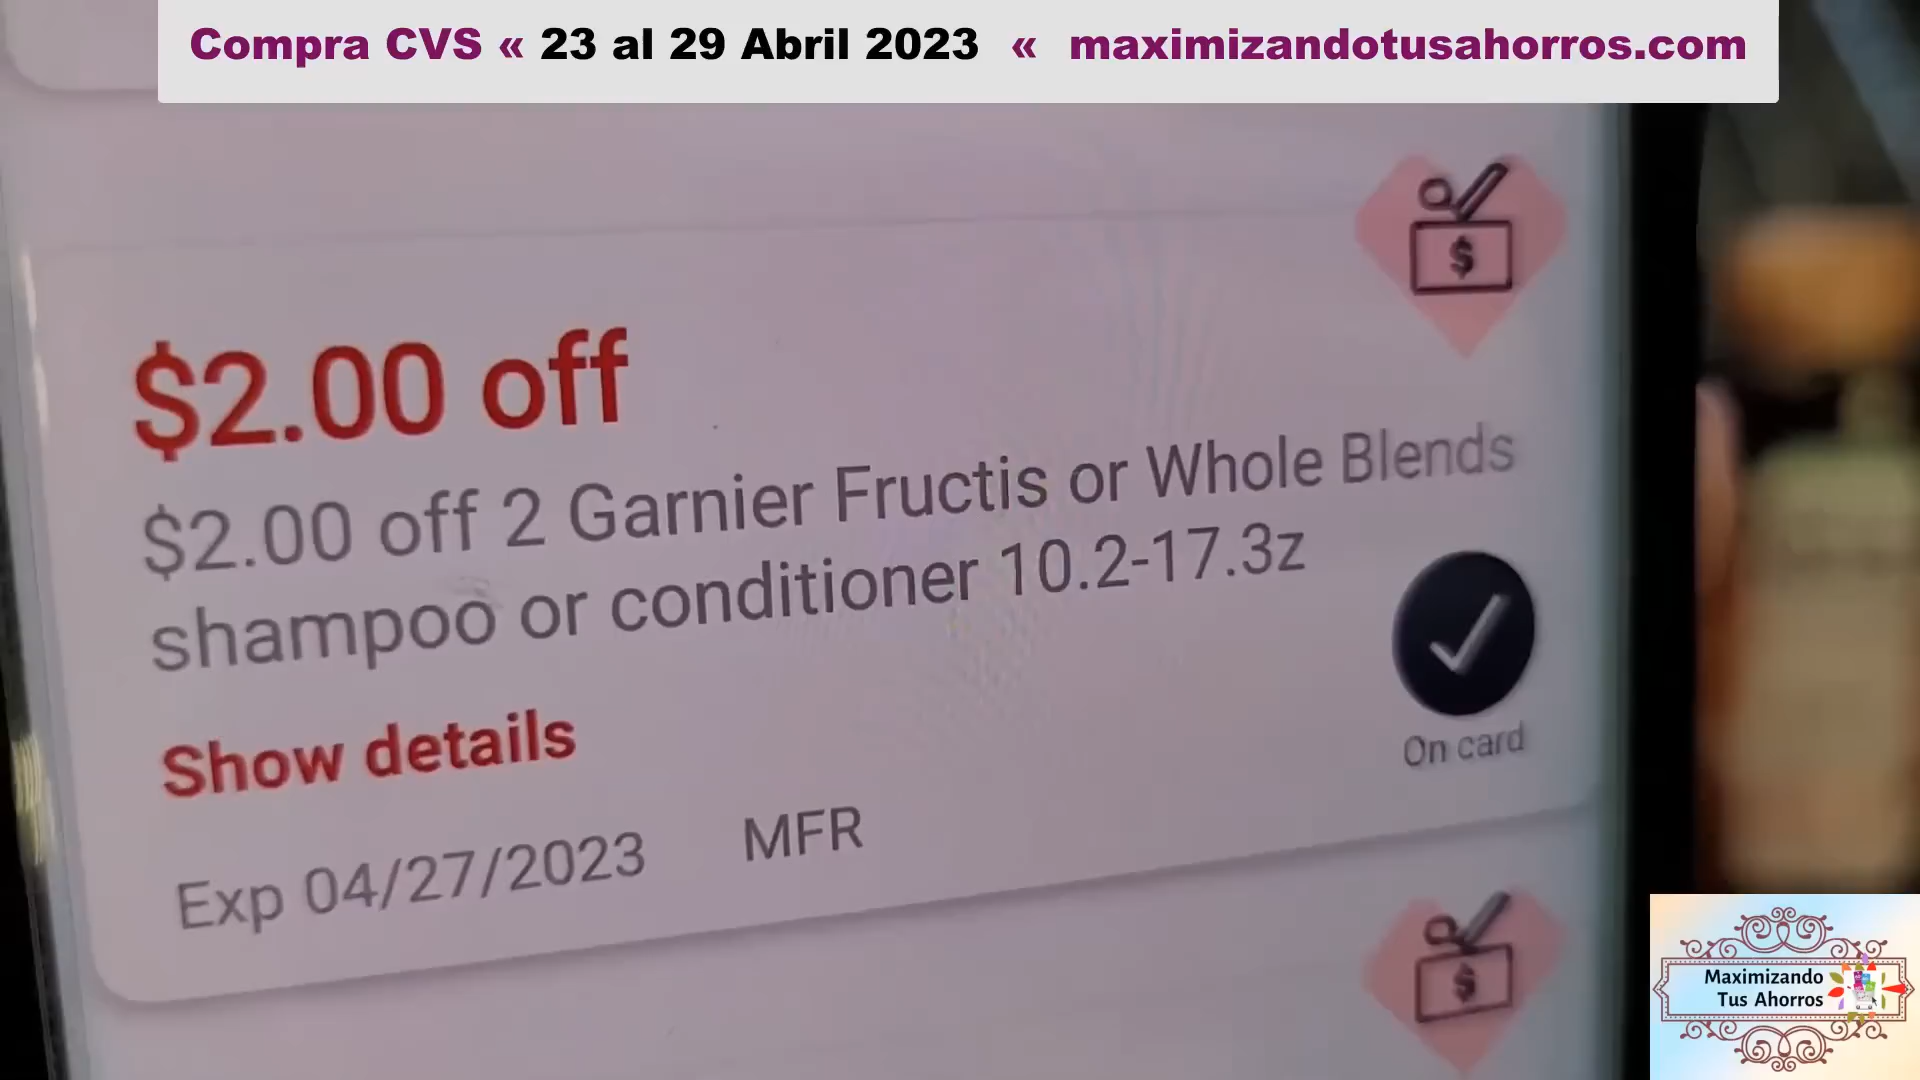 Compra CVS « 23 al 29 Abril 2023 « maximizandotusahorros.com
$
$2.00 off
$2.00 off 2 Garnier Fructis or Whole Blends
shampoo or conditioner 10.2-17.3z
On card
Show details
Exp 04/27/2023 MFR
$
Maximizando
Tus Ahorros